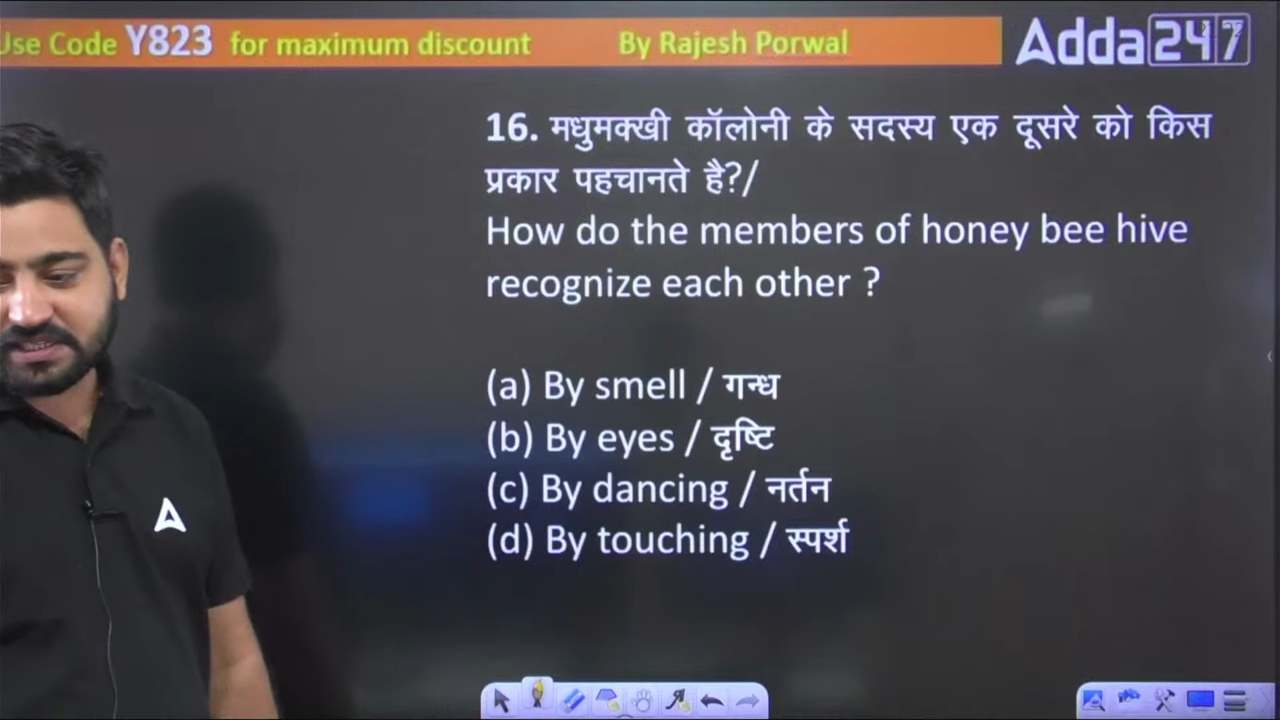 Use Code Y823 for maximum discount By Rajesh Porwal Adda247
16. मधुमक्खी कॉलोनी के सदस्य एक दूसरे को किस
प्रकार पहचानते है?/
How do the members of honey bee hive
recognize each other ?
(a) By smell / गन्ध
(b) By eyes / दृष्टि
(c) By dancing / नर्तन
(d) By touching / स्पर्श